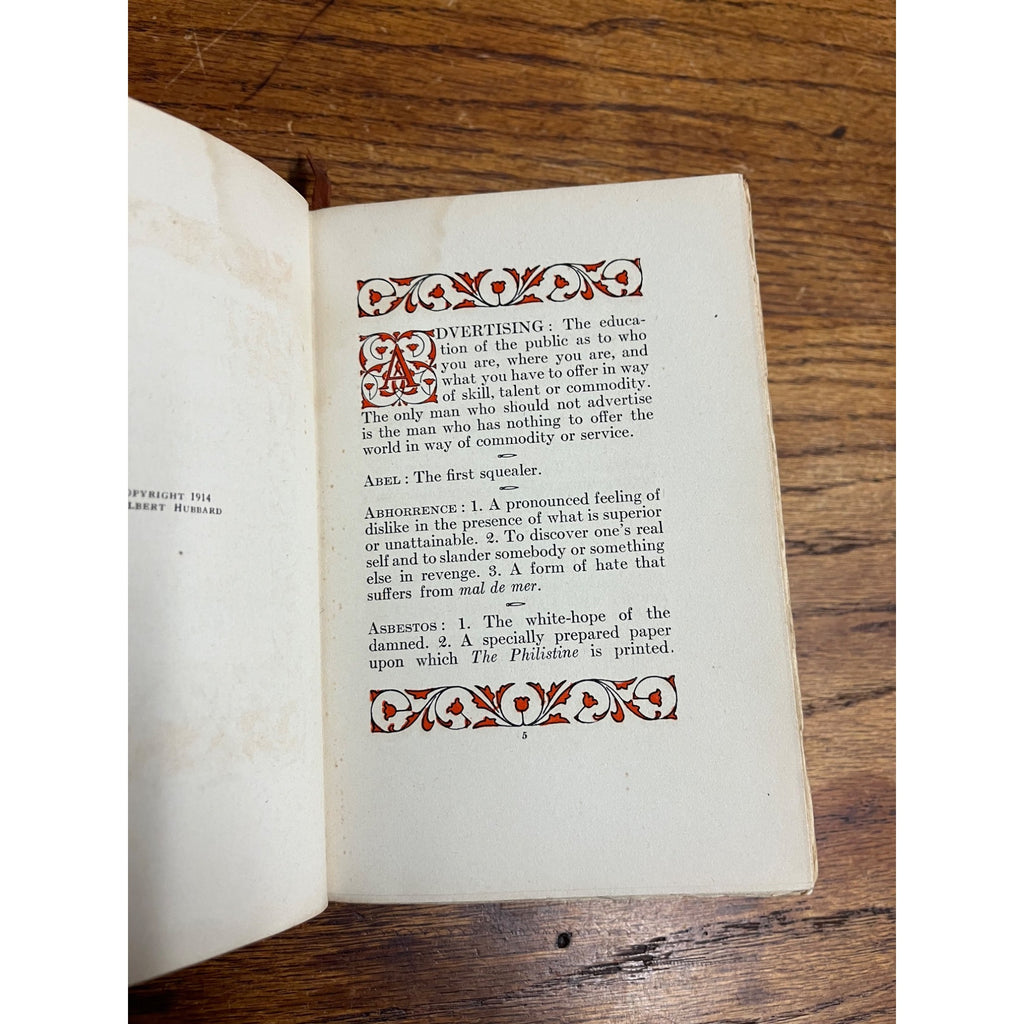 OPYRIGHT 1914
LBERT HUBBARD
ADVERTISING: The educa-
tion of the public as to who
you are, where you are, and
what you have to offer in way
of skill, talent or commodity.
The only man who should not advertise
is the man who has nothing to offer the
world in way of commodity or service.
ABEL: The first squealer.
ABHORRENCE: 1. A pronounced feeling of
dislike in the presence of what is superior
or unattainable. 2. To discover one's real
self and to slander somebody or something
else in revenge. 3. A form of hate that
suffers from mal de mer.
ASBESTOS: 1. The white-hope of the
damned. 2. A specially prepared paper
upon which The Philistine is printed.
5